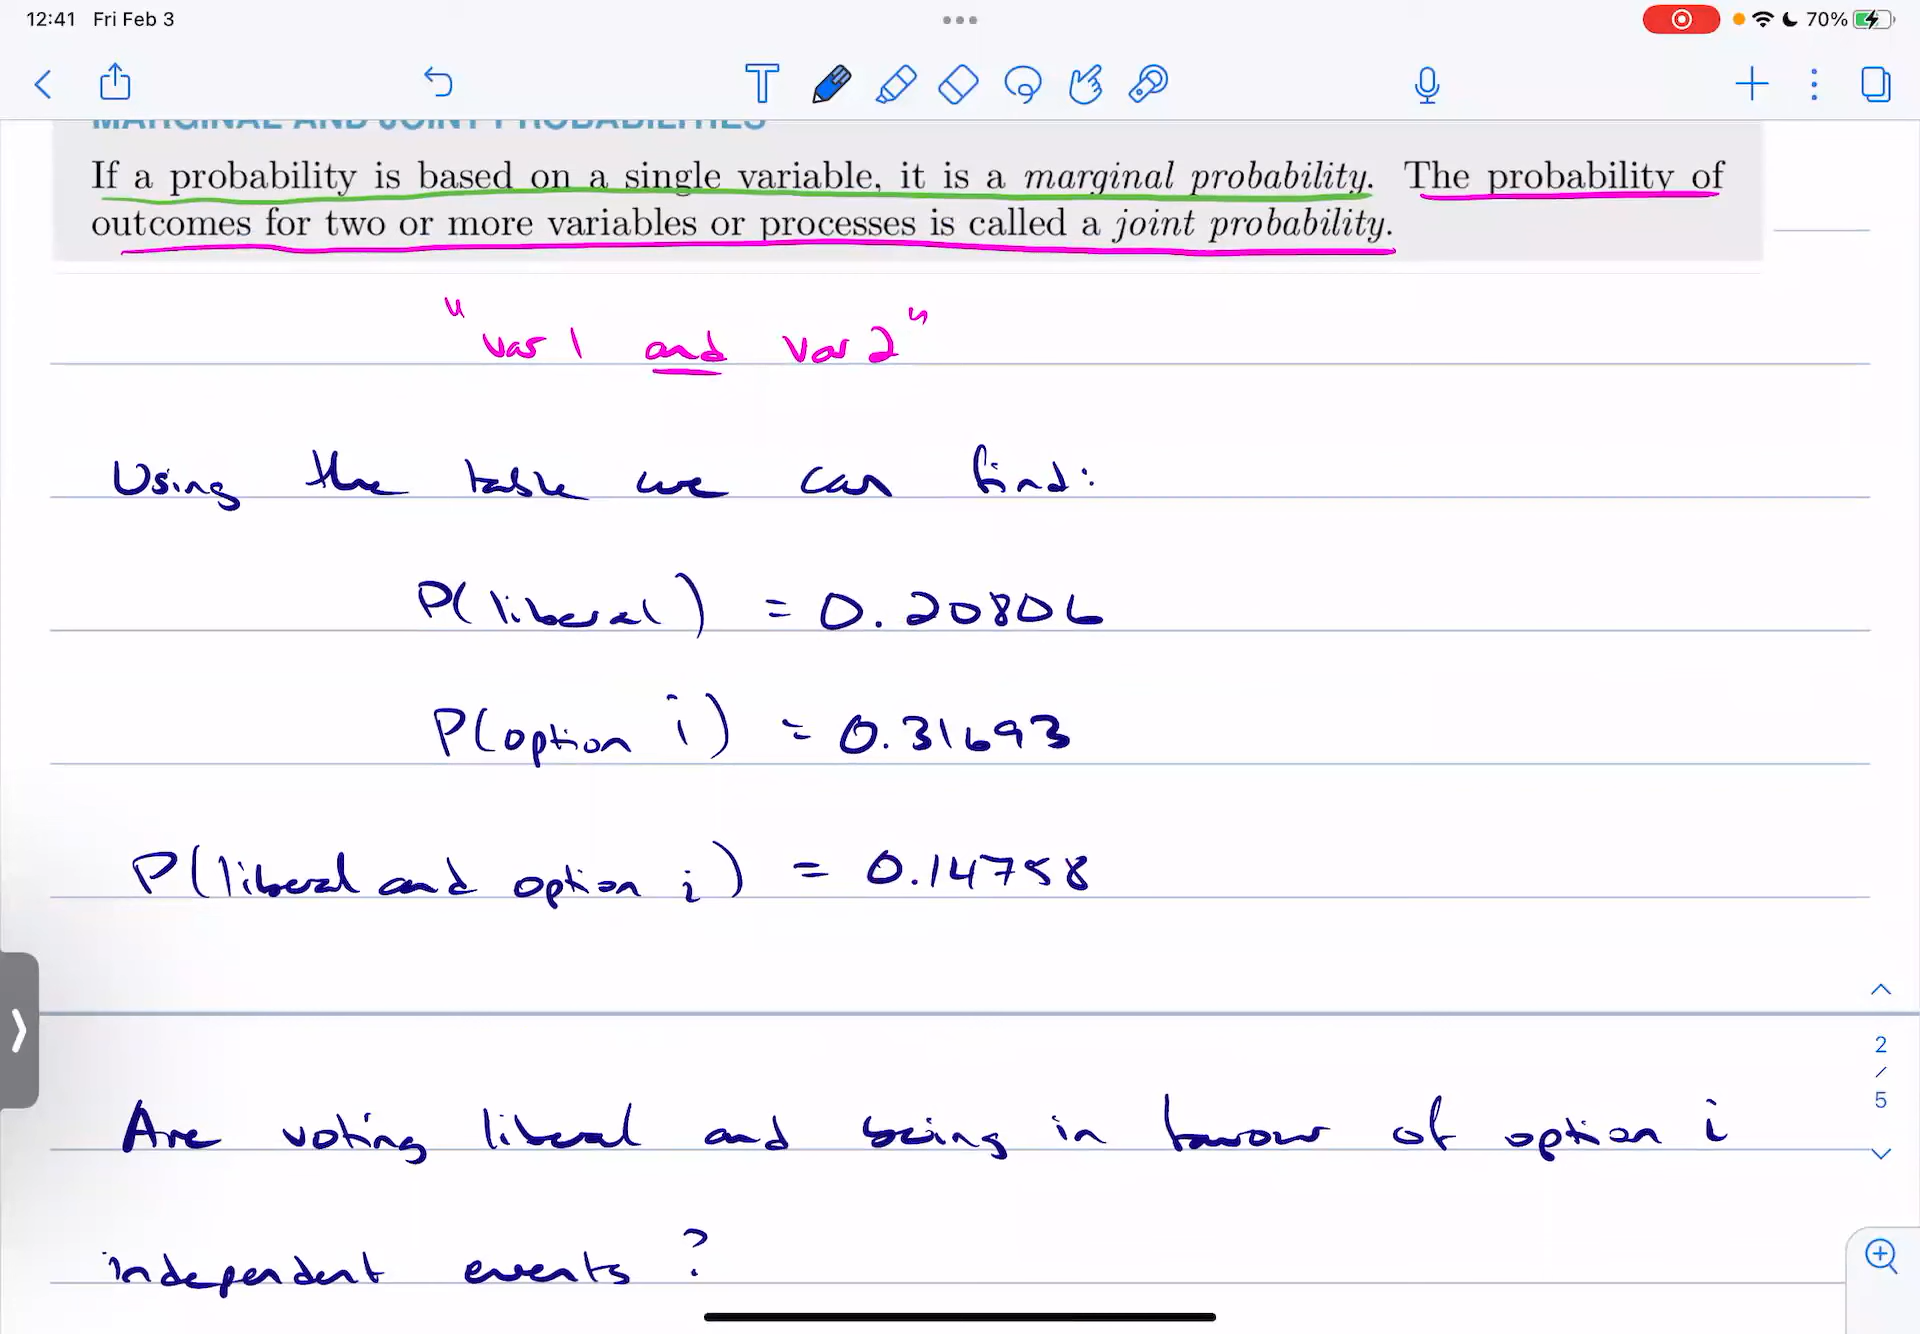 12:41 Fri Feb 3
70%
MARGINAL AND JOINT PROBABILITIES
If a probability is based on a single variable, it is a marginal probability. The probability of
outcomes for two or more variables or processes is called a joint probability.
"var 1 and var 2"
Using the table we can find:
P(liberal) = 0.20806
P(option i) = 0.31693
P(liberal and option i) = 0.14758
2
/
5
Are voting liberal and being in favour of option i
independent events?